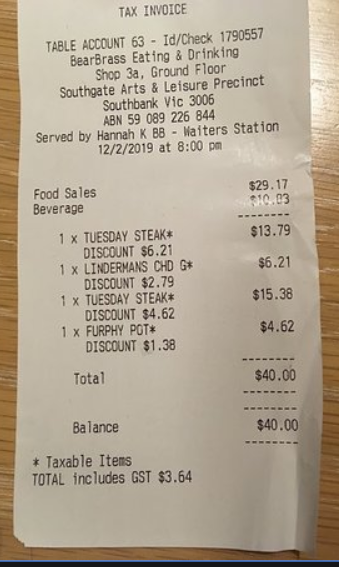 TAX INVOICE
TABLE ACCOUNT 63 - Id/Check 1790557
BearBrass Eating & Drinking
Shop 3a, Ground Floor
Southgate Arts & Leisure Precinct
Southbank Vic 3006
ABN 59 089 226 844
Served by Hannah K BB - Waiters Station
12/2/2019 at 8:00 pm
Food Sales $29.17
Beverage $10.83
--------
1 x TUESDAY STEAK* $13.79
DISCOUNT $6.21
1 x LINDERMANS CHD G* $6.21
DISCOUNT $2.79
1 x TUESDAY STEAK* $15.38
DISCOUNT $4.62
1 x FURPHY POT* $4.62
DISCOUNT $1.38
--------
Total $40.00
--------
--------
Balance $40.00
--------
* Taxable Items
TOTAL includes GST $3.64